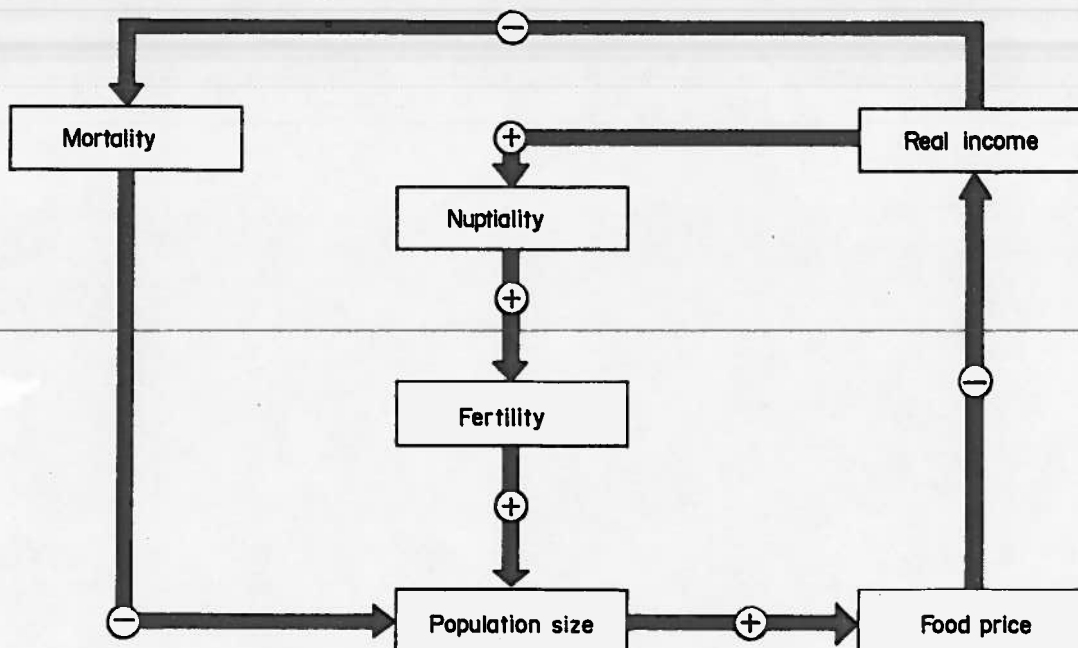 −
Mortality
+
Real income
Nuptiality
+
−
Fertility
+
−
Population size
+
Food price